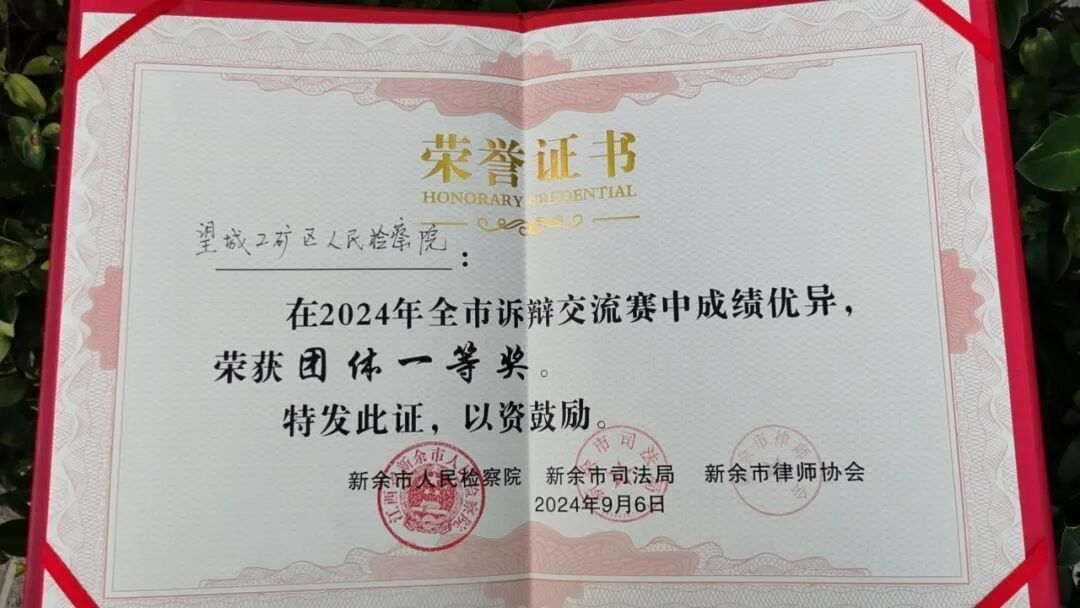 荣誉证书
HONORARY CREDENTIAL
望城工矿区人民检察院：
在2024年全市诉辩交流赛中成绩优异，
荣获团体一等奖。
特发此证，以资鼓励。
新余市人民检察院 新余市司法局 新余市律师协会
2024年9月6日